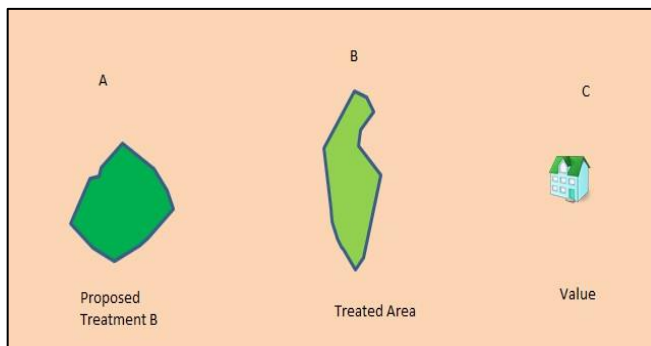 A
B
C
Proposed
Treatment B
Treated Area
Value